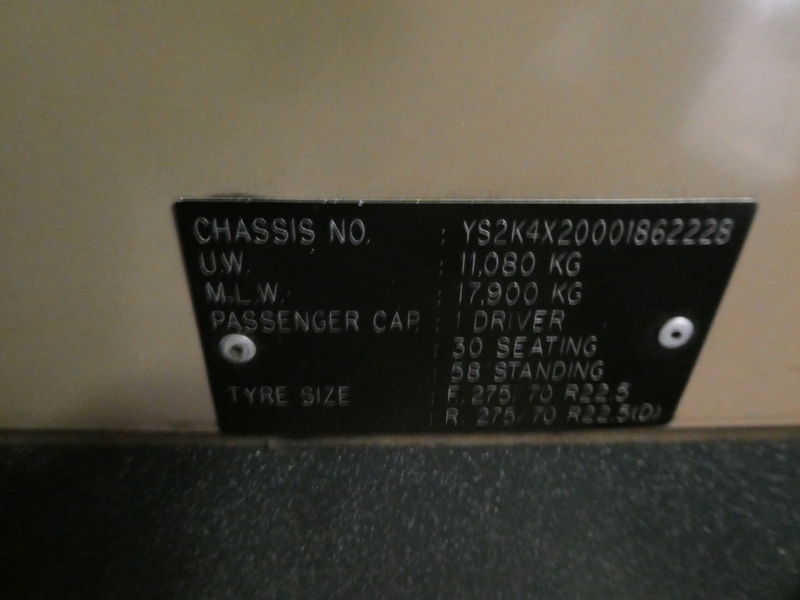 CHASSIS NO. : YS2K4X20001862228
U.W. : 11,080 KG
M.L.W. : 17,900 KG
PASSENGER CAP. : 1 DRIVER
: 30 SEATING
: 58 STANDING
TYRE SIZE : F. 275/70 R22.5
: R. 275/70 R22.5(D)